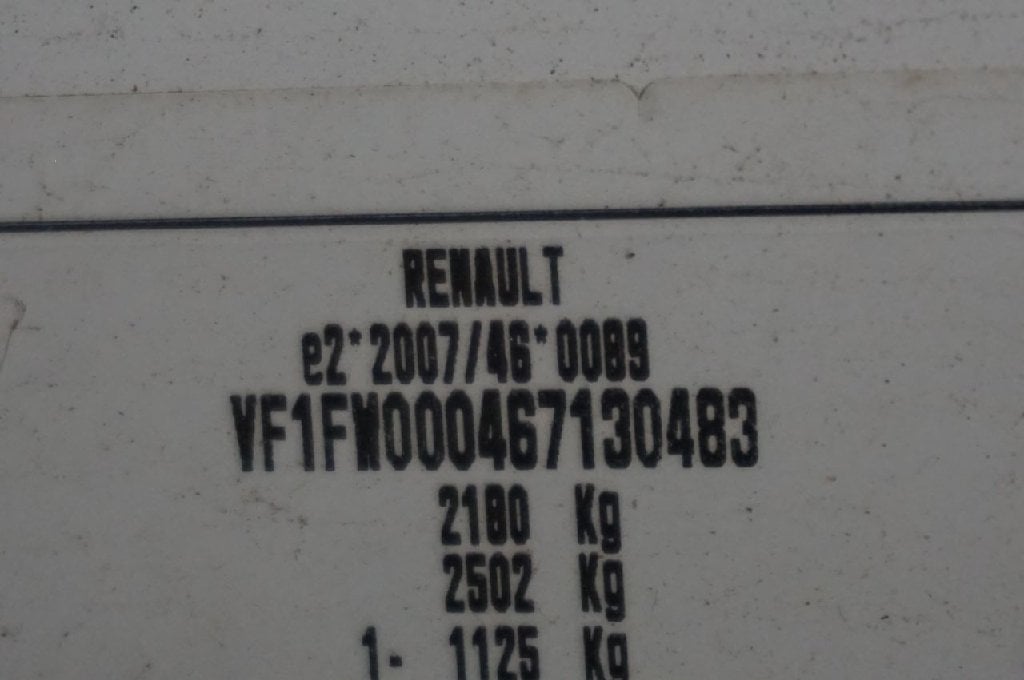 RENAULT
e2*2007/46*0089
VF1FW000467130483
2180 Kg
2502 Kg
1- 1125 Kg